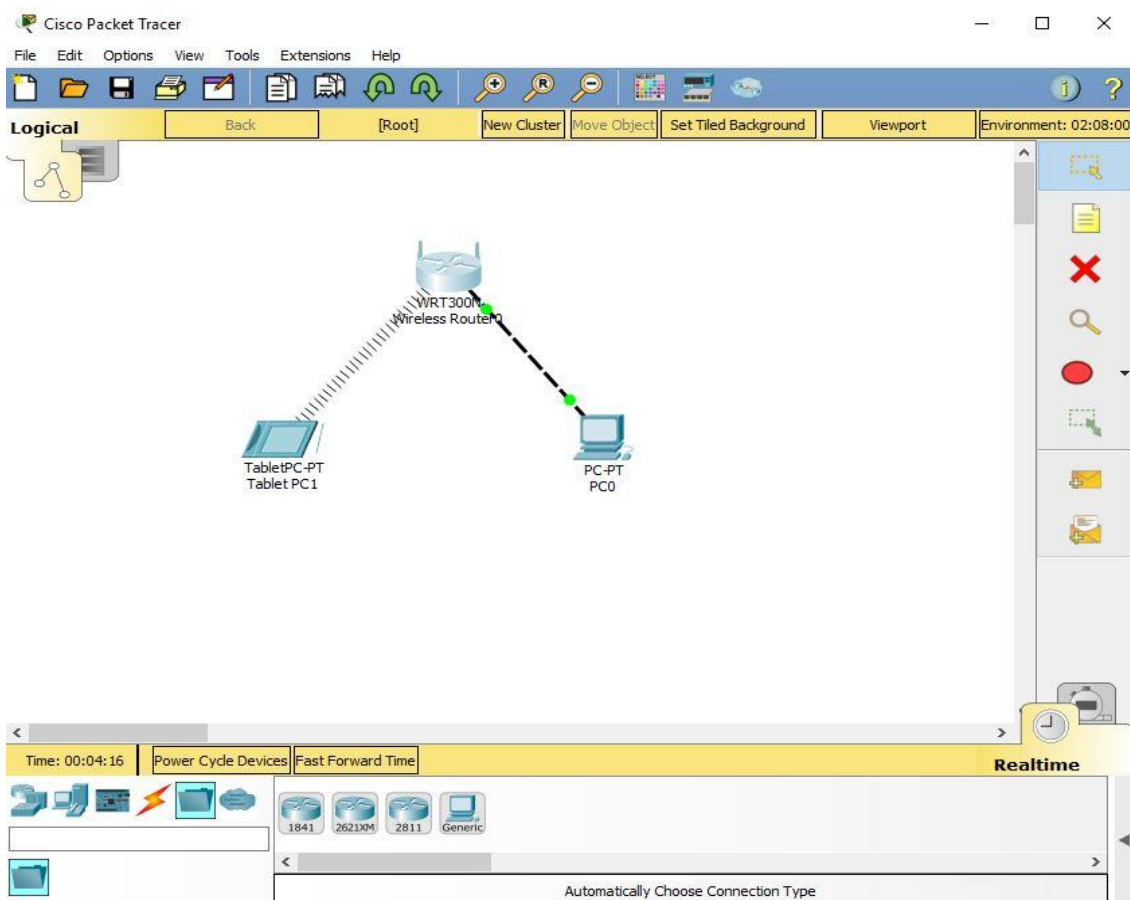 Cisco Packet Tracer
File Edit Options View Tools Extensions Help
Logical Back [Root] New Cluster Move Object Set Tiled Background Viewport Environment: 02:08:00
WRT300N
Wireless Router0
TabletPC-PT
Tablet PC1
PC-PT
PC0
Time: 00:04:16 Power Cycle Devices Fast Forward Time Realtime
1841 2621XM 2811 Generic
Automatically Choose Connection Type